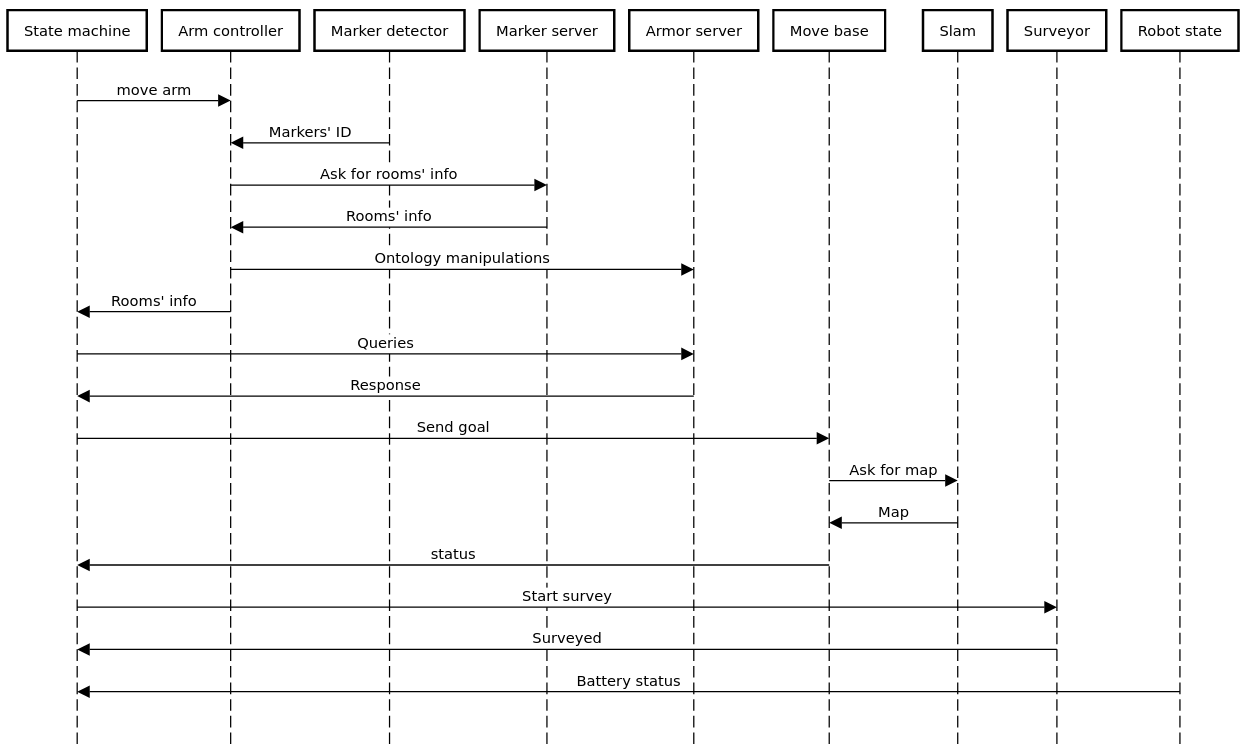 State machine
Arm controller
Marker detector
Marker server
Armor server
Move base
Slam
Surveyor
Robot state
move arm
Markers' ID
Ask for rooms' info
Rooms' info
Ontology manipulations
Rooms' info
Queries
Response
Send goal
Ask for map
Map
status
Start survey
Surveyed
Battery status